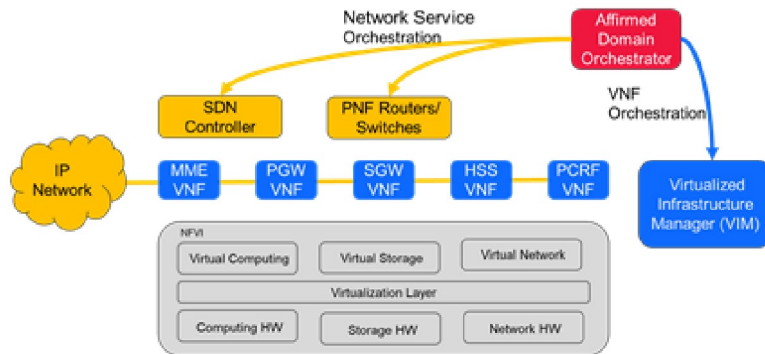 Network Service
Orchestration
Affirmed
Domain
Orchestrator
VNF
Orchestration
SDN
Controller
PNF Routers/
Switches
IP
Network
MME
VNF
PGW
VNF
SGW
VNF
HSS
VNF
PCRF
VNF
Virtualized
Infrastructure
Manager (VIM)
NFVI
Virtual Computing
Virtual Storage
Virtual Network
Virtualization Layer
Computing HW
Storage HW
Network HW